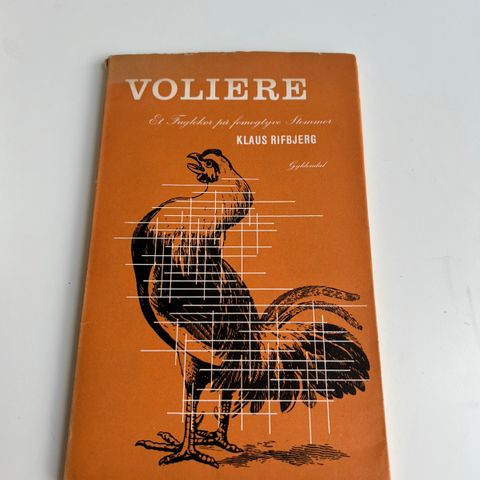 VOLIERE
Et Fuglekor på femogtyve Stemmer
KLAUS RIFBJERG
Gyldendal